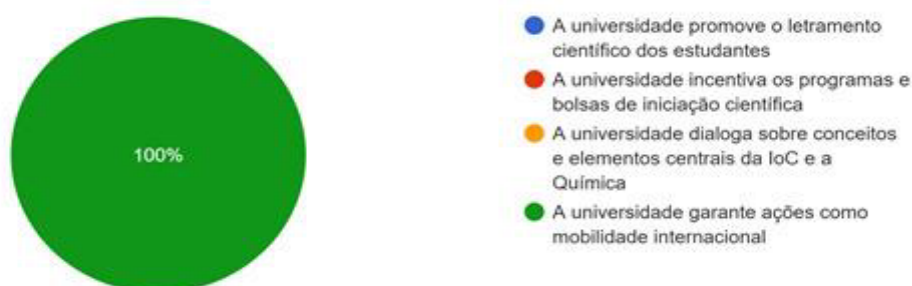 100%
A universidade promove o letramento
científico dos estudantes
A universidade incentiva os programas e
bolsas de iniciação científica
A universidade dialoga sobre conceitos
e elementos centrais da IoC e a
Química
A universidade garante ações como
mobilidade internacional